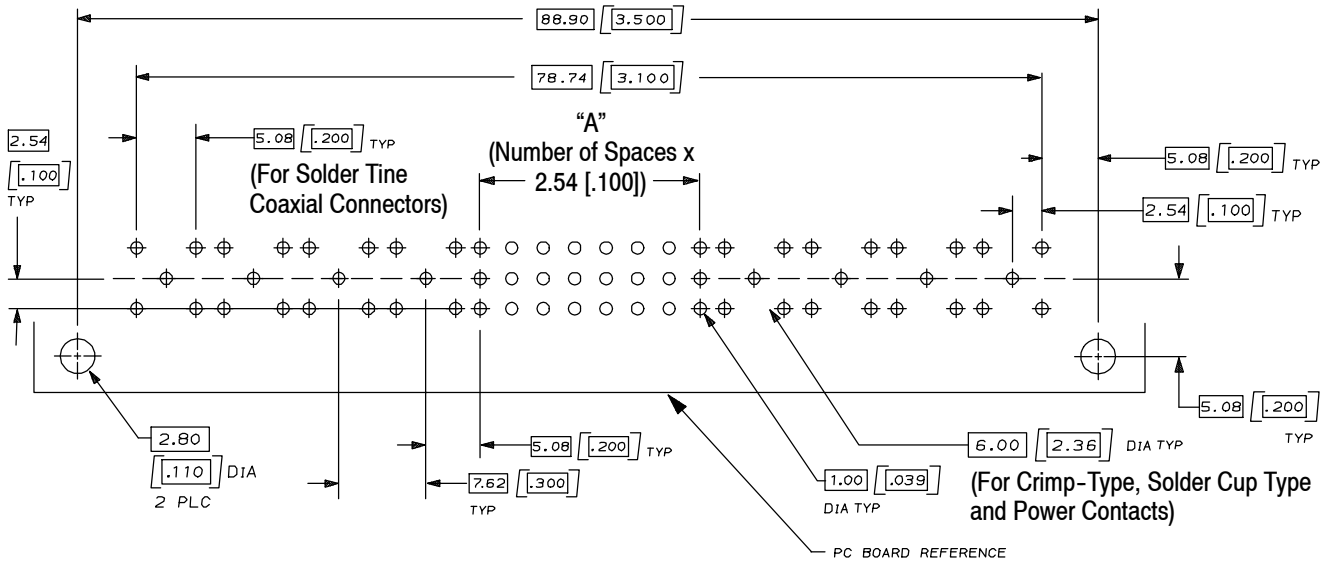 88.90 [3.500]
78.74 [3.100]
2.54
[.100]
TYP
5.08 [.200] TYP
(For Solder Tine
Coaxial Connectors)
“A”
(Number of Spaces x
2.54 [.100])
5.08 [.200] TYP
2.54 [.100] TYP
2.80
[.110] DIA
2 PLC
5.08 [.200] TYP
7.62 [.300]
TYP
1.00 [.039]
DIA TYP
6.00 [2.36] DIA TYP
(For Crimp-Type, Solder Cup Type
and Power Contacts)
5.08 [.200]
TYP
PC BOARD REFERENCE